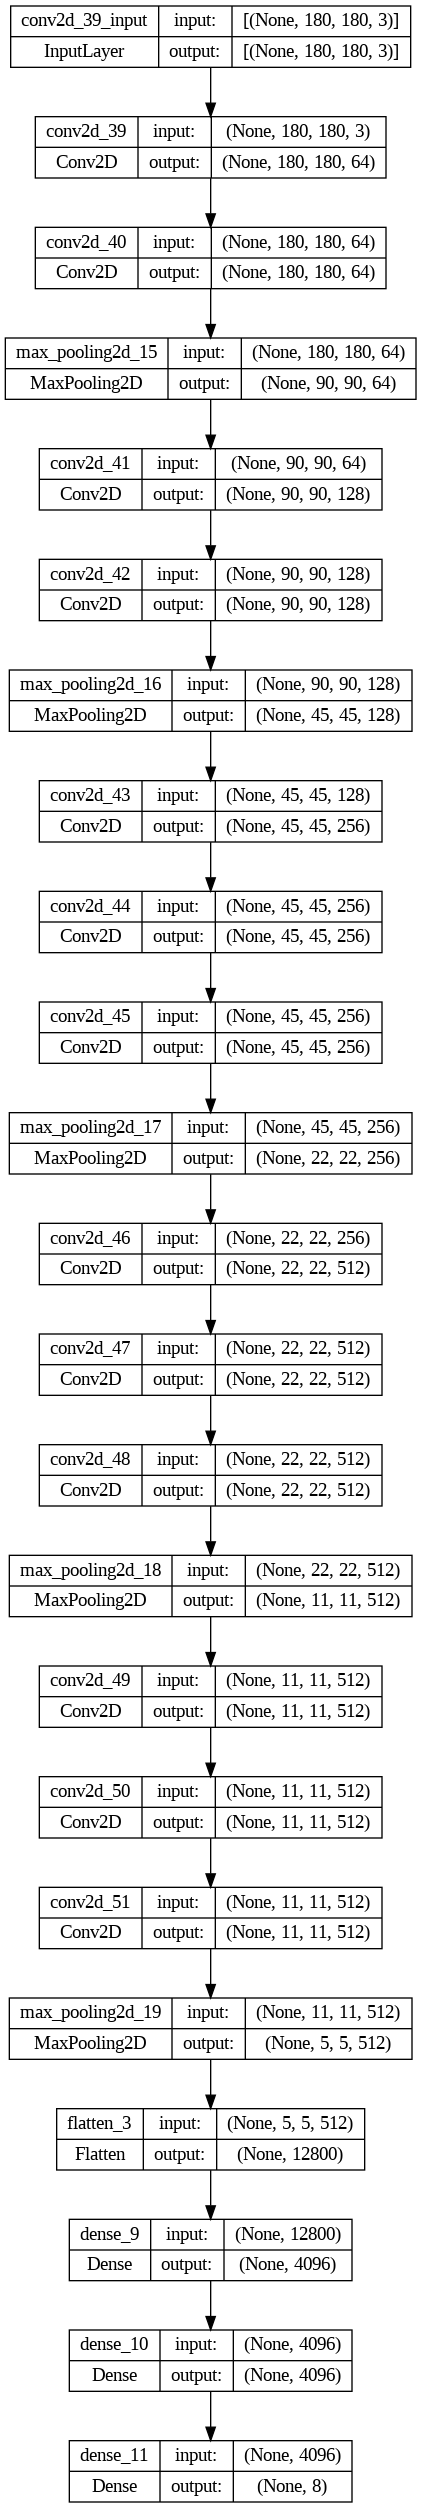 conv2d_39_input input: [(None, 180, 180, 3)]
InputLayer output: [(None, 180, 180, 3)]
conv2d_39 input: (None, 180, 180, 3)
Conv2D output: (None, 180, 180, 64)
conv2d_40 input: (None, 180, 180, 64)
Conv2D output: (None, 180, 180, 64)
max_pooling2d_15 input: (None, 180, 180, 64)
MaxPooling2D output: (None, 90, 90, 64)
conv2d_41 input: (None, 90, 90, 64)
Conv2D output: (None, 90, 90, 128)
conv2d_42 input: (None, 90, 90, 128)
Conv2D output: (None, 90, 90, 128)
max_pooling2d_16 input: (None, 90, 90, 128)
MaxPooling2D output: (None, 45, 45, 128)
conv2d_43 input: (None, 45, 45, 128)
Conv2D output: (None, 45, 45, 256)
conv2d_44 input: (None, 45, 45, 256)
Conv2D output: (None, 45, 45, 256)
conv2d_45 input: (None, 45, 45, 256)
Conv2D output: (None, 45, 45, 256)
max_pooling2d_17 input: (None, 45, 45, 256)
MaxPooling2D output: (None, 22, 22, 256)
conv2d_46 input: (None, 22, 22, 256)
Conv2D output: (None, 22, 22, 512)
conv2d_47 input: (None, 22, 22, 512)
Conv2D output: (None, 22, 22, 512)
conv2d_48 input: (None, 22, 22, 512)
Conv2D output: (None, 22, 22, 512)
max_pooling2d_18 input: (None, 22, 22, 512)
MaxPooling2D output: (None, 11, 11, 512)
conv2d_49 input: (None, 11, 11, 512)
Conv2D output: (None, 11, 11, 512)
conv2d_50 input: (None, 11, 11, 512)
Conv2D output: (None, 11, 11, 512)
conv2d_51 input: (None, 11, 11, 512)
Conv2D output: (None, 11, 11, 512)
max_pooling2d_19 input: (None, 11, 11, 512)
MaxPooling2D output: (None, 5, 5, 512)
flatten_3 input: (None, 5, 5, 512)
Flatten output: (None, 12800)
dense_9 input: (None, 12800)
Dense output: (None, 4096)
dense_10 input: (None, 4096)
Dense output: (None, 4096)
dense_11 input: (None, 4096)
Dense output: (None, 8)